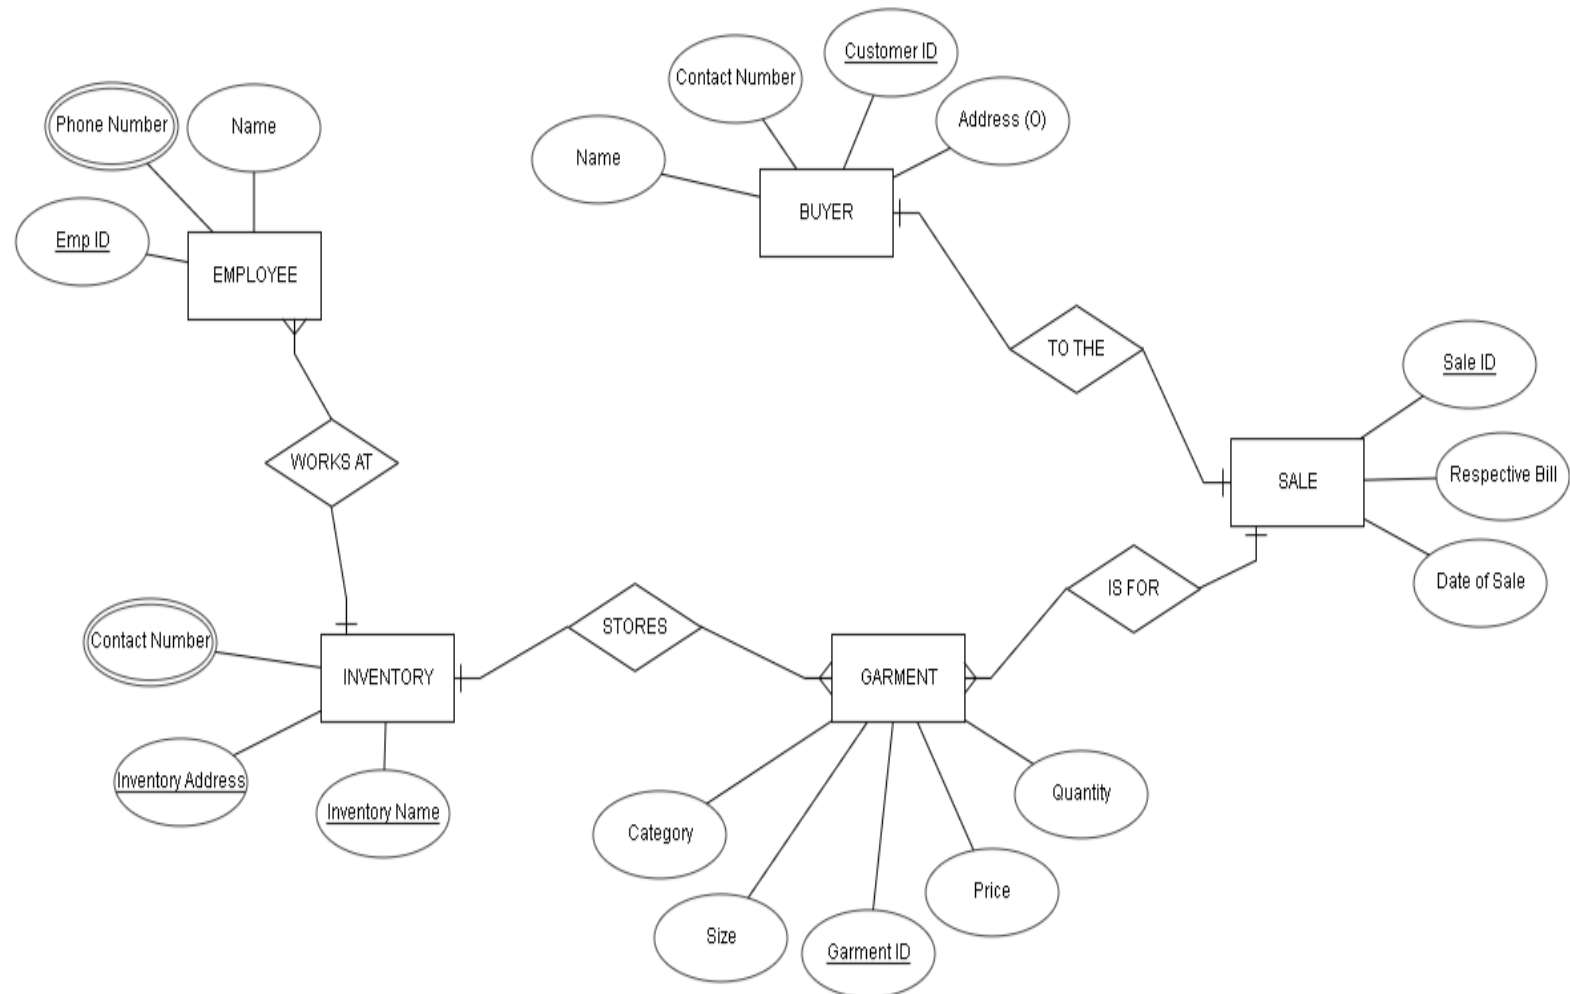 Customer ID
Contact Number
Address (O)
Phone Number
Name
Name
BUYER
Emp ID
EMPLOYEE
TO THE
Sale ID
WORKS AT
Respective Bill
SALE
Date of Sale
IS FOR
STORES
Contact Number
INVENTORY
GARMENT
Inventory Address
Inventory Name
Quantity
Category
Price
Size
Garment ID